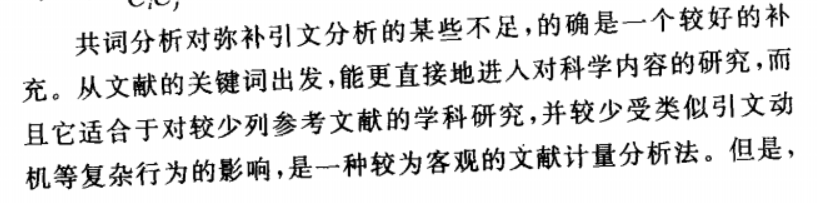 CiCj
共词分析对弥补引文分析的某些不足,的确是一个较好的补
充。从文献的关键词出发,能更直接地进入对科学内容的研究,而
且它适合于对较少列参考文献的学科研究,并较少受类似引文动
机等复杂行为的影响,是一种较为客观的文献计量分析法。但是,